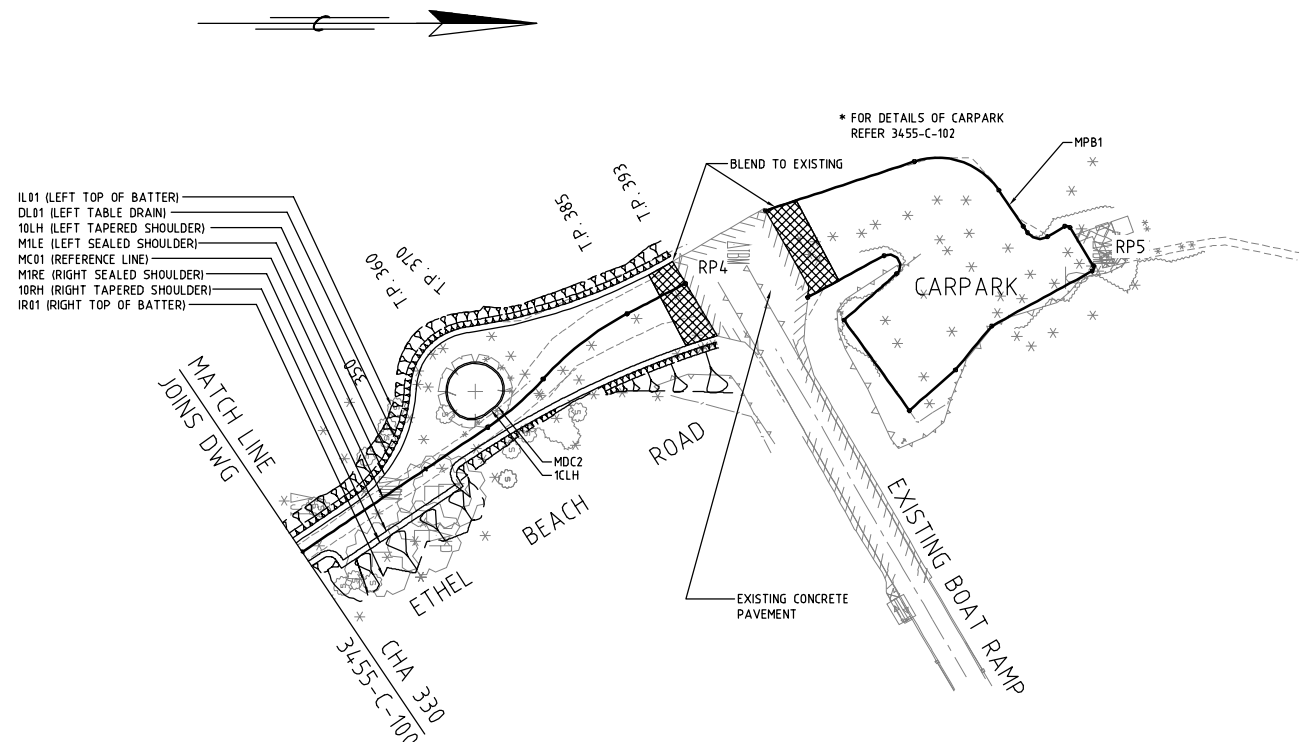 * FOR DETAILS OF CARPARK
REFER 3455-C-102
MPB1
BLEND TO EXISTING
T.P. 393
T.P. 385
T.P. 370
T.P. 360
IL01 (LEFT TOP OF BATTER)
DL01 (LEFT TABLE DRAIN)
10LH (LEFT TAPERED SHOULDER)
M1LE (LEFT SEALED SHOULDER)
MC01 (REFERENCE LINE)
M1RE (RIGHT SEALED SHOULDER)
10RH (RIGHT TAPERED SHOULDER)
IR01 (RIGHT TOP OF BATTER)
RP4
RP5
CARPARK
350
MATCH LINE
JOINS DWG
MDC2
1CLH
ETHEL
BEACH
ROAD
EXISTING BOAT RAMP
EXISTING CONCRETE
PAVEMENT
CHA 330
3455-C-100